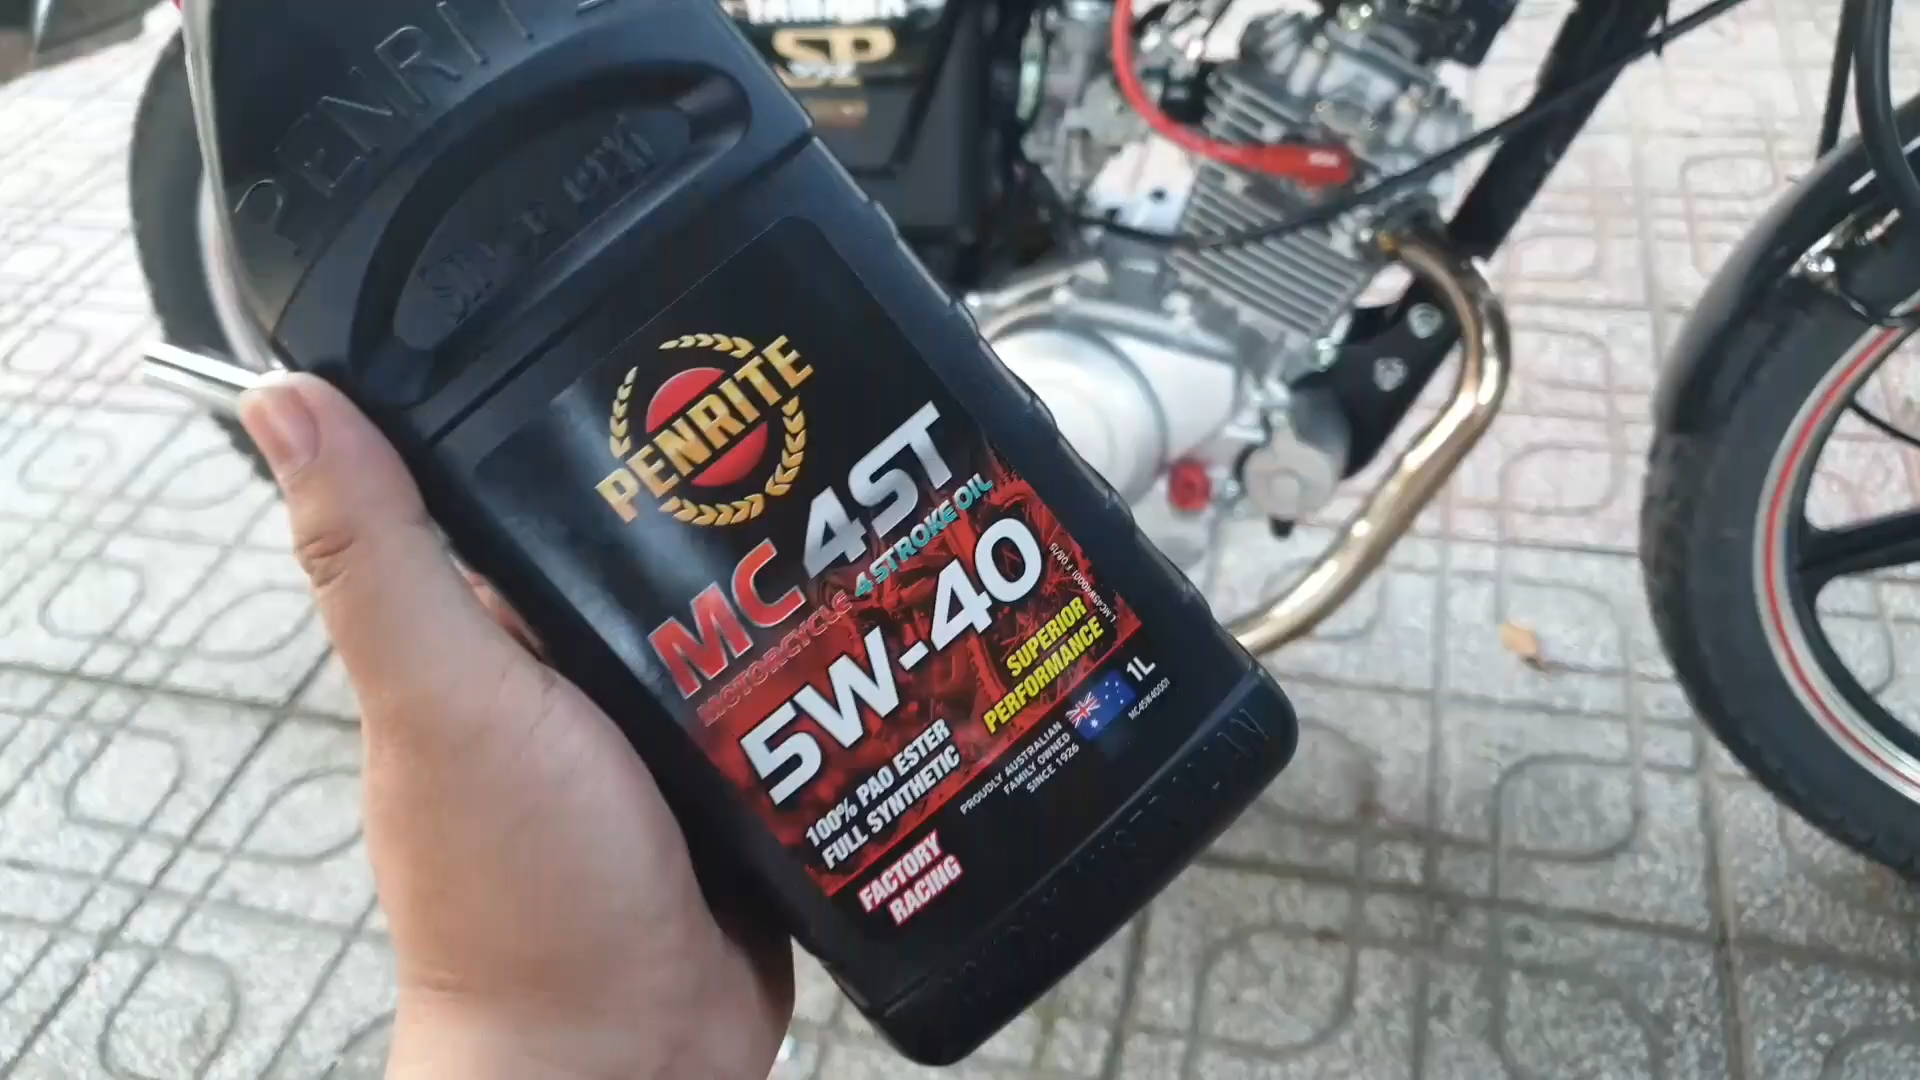 PENRITE
SP
PENRITE
MC 4ST
MOTORCYCLE 4 STROKE OIL
5W-40
100% PAO ESTER
FULL SYNTHETIC
SUPERIOR
PERFORMANCE
1L
MC4SW40001
PROUDLY AUSTRALIAN
FAMILY OWNED
SINCE 1926
FACTORY
RACING